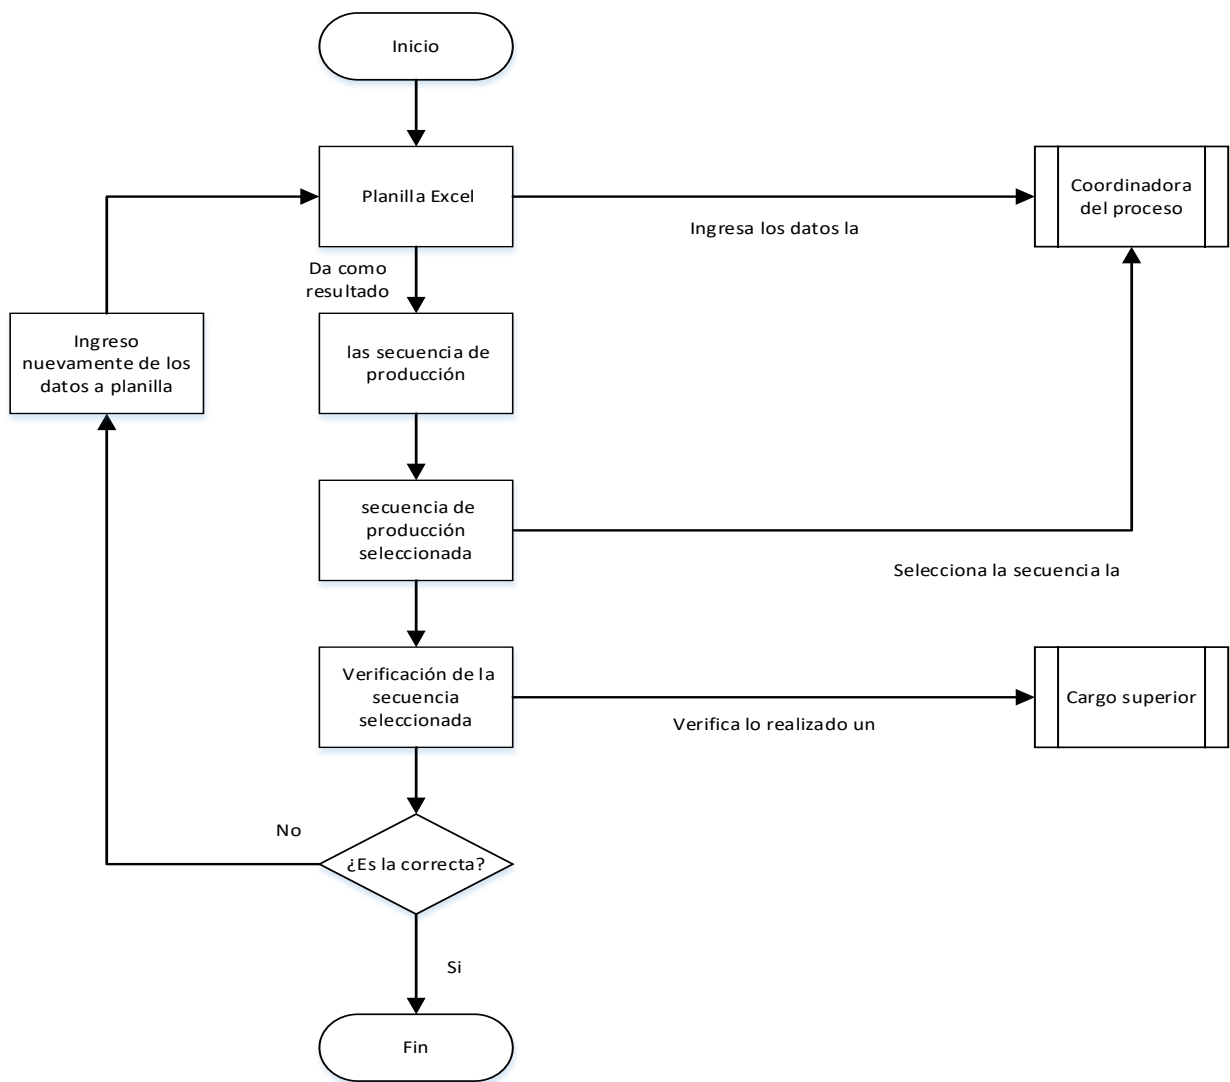 Inicio
Planilla Excel
Coordinadora
del proceso
Ingresa los datos la
Da como
resultado
Ingreso
nuevamente de los
datos a planilla
las secuencia de
producción
secuencia de
producción
seleccionada
Selecciona la secuencia la
Verificación de la
secuencia
seleccionada
Cargo superior
Verifica lo realizado un
No
¿Es la correcta?
Si
Fin